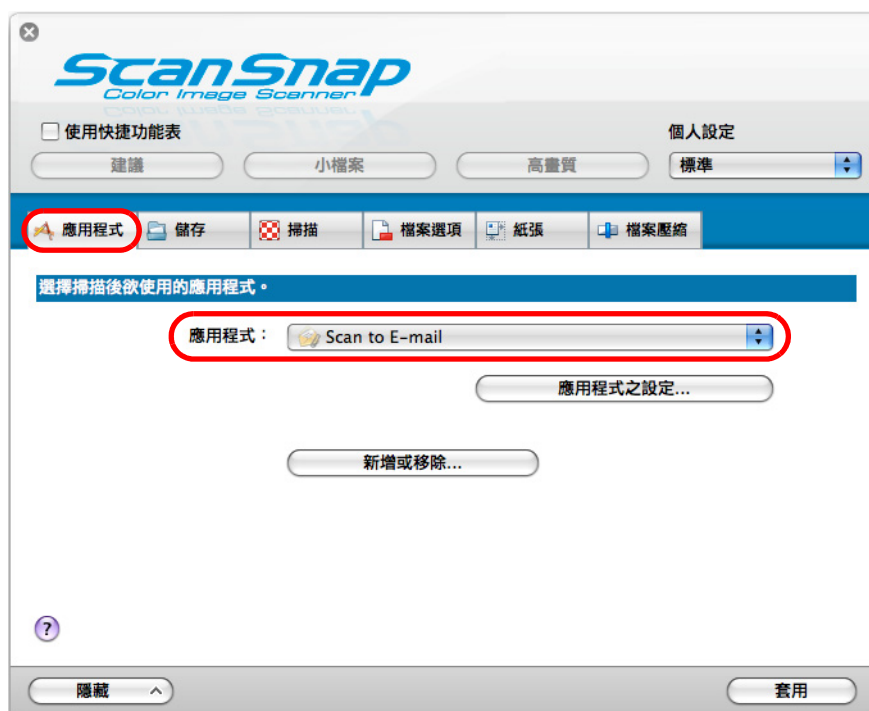 ScanSnap
Color Image Scanner
使用快捷功能表
個人設定
建議 小檔案 高畫質 標準
應用程式 儲存 掃描 檔案選項 紙張 檔案壓縮
選擇掃描後欲使用的應用程式。
應用程式： Scan to E-mail
應用程式之設定...
新增或移除...
?
隱藏 套用